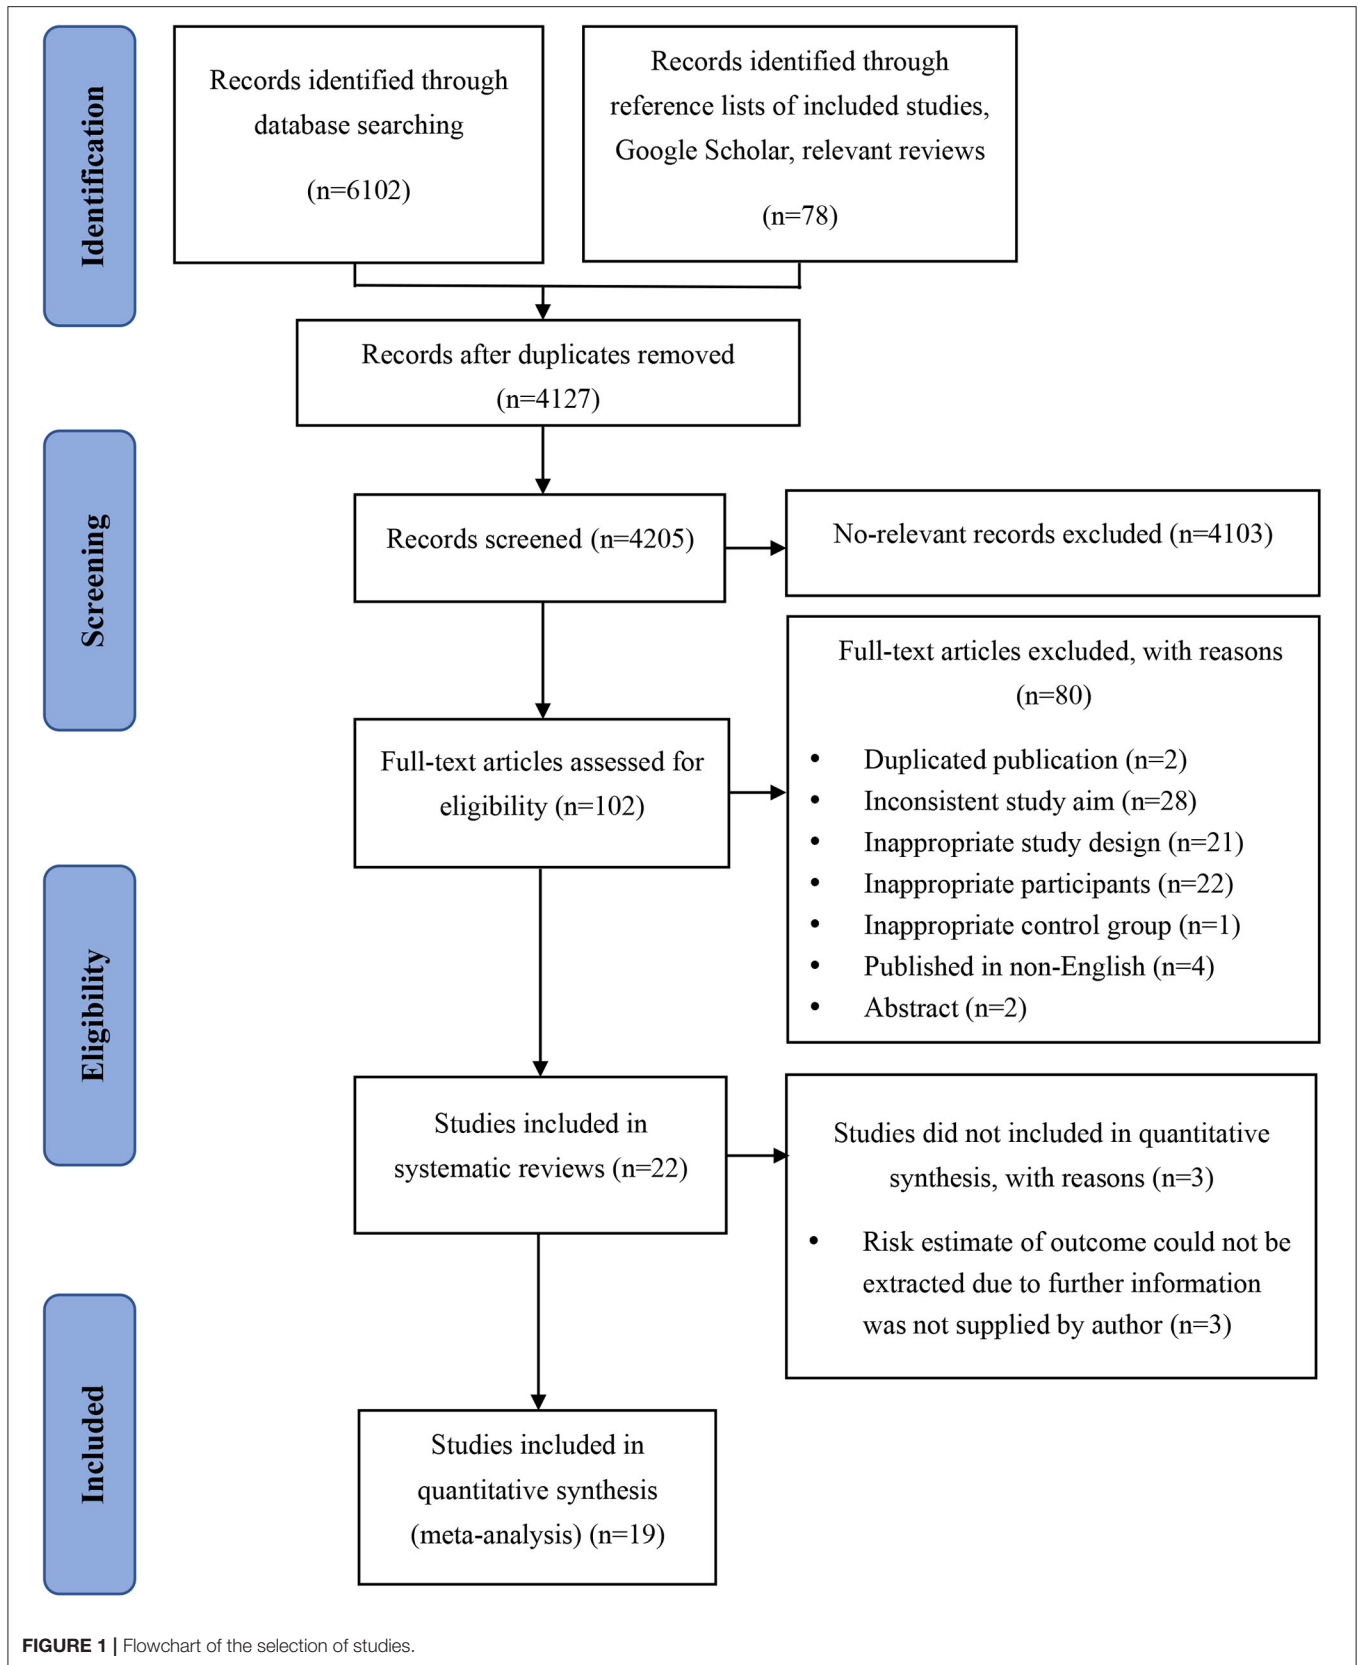 Identification
Records identified through
database searching
(n=6102)
Records identified through
reference lists of included studies,
Google Scholar, relevant reviews
(n=78)
Records after duplicates removed
(n=4127)
Screening
Records screened (n=4205)
No-relevant records excluded (n=4103)
Full-text articles assessed for
eligibility (n=102)
Full-text articles excluded, with reasons
(n=80)
• Duplicated publication (n=2)
• Inconsistent study aim (n=28)
• Inappropriate study design (n=21)
• Inappropriate participants (n=22)
• Inappropriate control group (n=1)
• Published in non-English (n=4)
• Abstract (n=2)
Eligibility
Studies included in
systematic reviews (n=22)
Studies did not included in quantitative
synthesis, with reasons (n=3)
• Risk estimate of outcome could not be
extracted due to further information
was not supplied by author (n=3)
Included
Studies included in
quantitative synthesis
(meta-analysis) (n=19)
FIGURE 1 | Flowchart of the selection of studies.